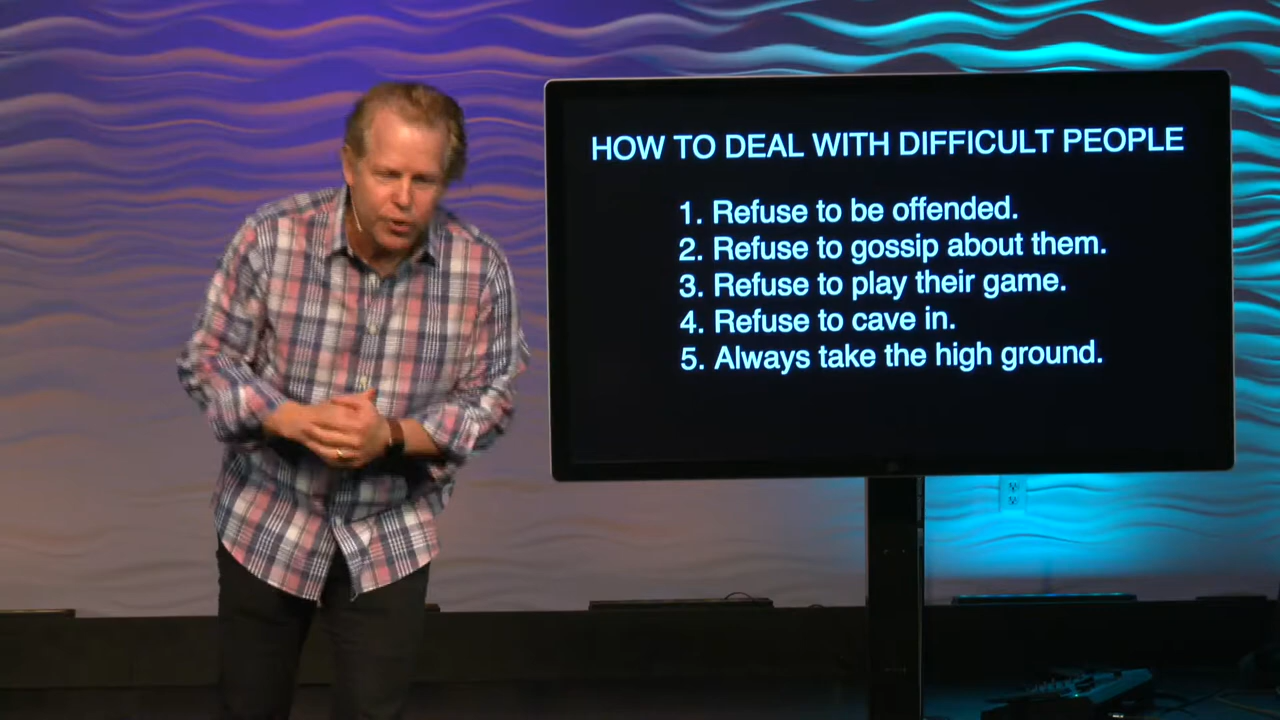 HOW TO DEAL WITH DIFFICULT PEOPLE
1. Refuse to be offended.
2. Refuse to gossip about them.
3. Refuse to play their game.
4. Refuse to cave in.
5. Always take the high ground.